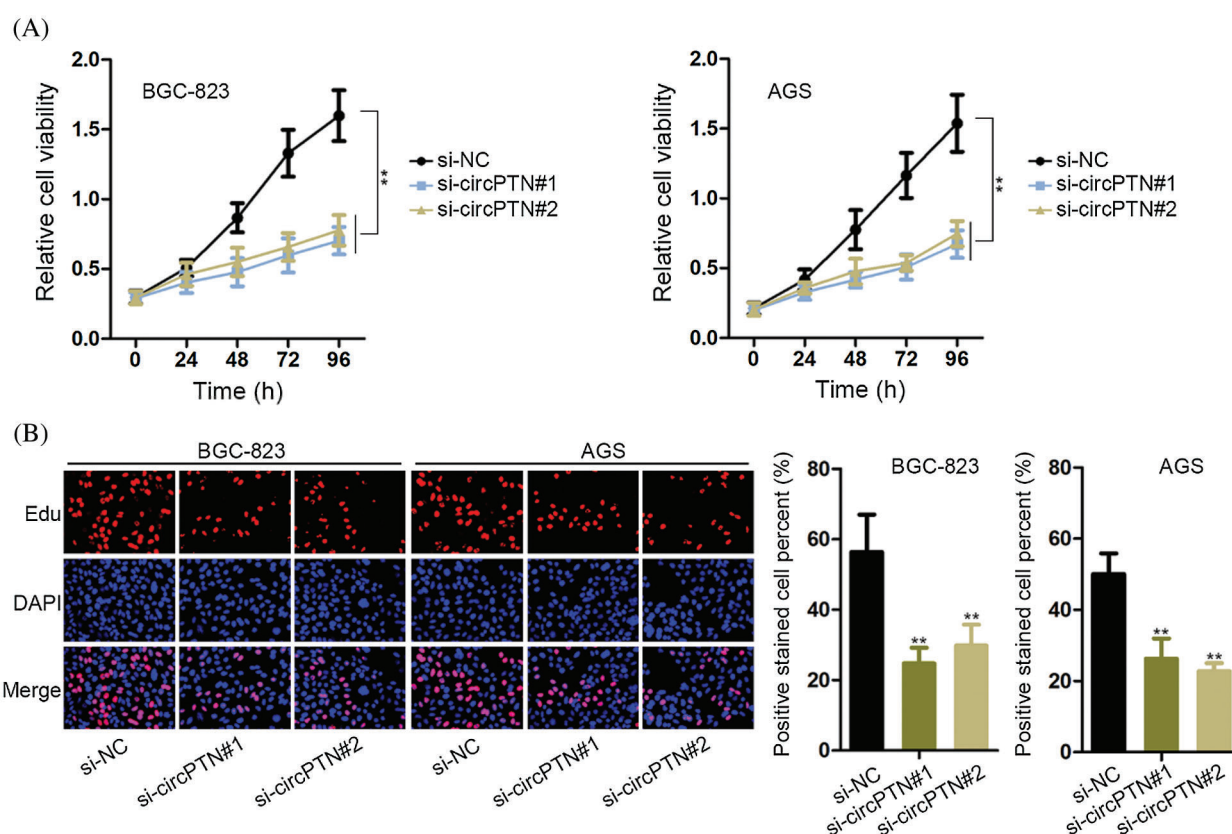 (A)
BGC-823
Relative cell viability
2.0
1.5
1.0
0.5
0.0
0 24 48 72 96
Time (h)
**
si-NC
si-circPTN#1
si-circPTN#2
AGS
Relative cell viability
2.0
1.5
1.0
0.5
0.0
0 24 48 72 96
Time (h)
**
si-NC
si-circPTN#1
si-circPTN#2
(B)
BGC-823 AGS
Edu
DAPI
Merge
si-NC si-circPTN#1 si-circPTN#2 si-NC si-circPTN#1 si-circPTN#2
BGC-823
Positive stained cell percent (%)
80
60
40
20
0
** **
si-NC si-circPTN#1 si-circPTN#2
AGS
Positive stained cell percent (%)
80
60
40
20
0
** **
si-NC si-circPTN#1 si-circPTN#2